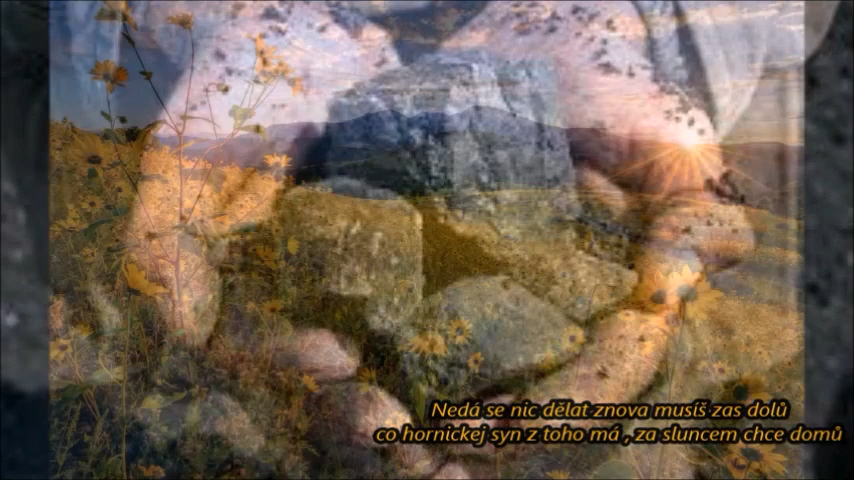 Nedá se nic dělat znova musíš zas dolů
co hornickej syn z toho má , za sluncem chce domů